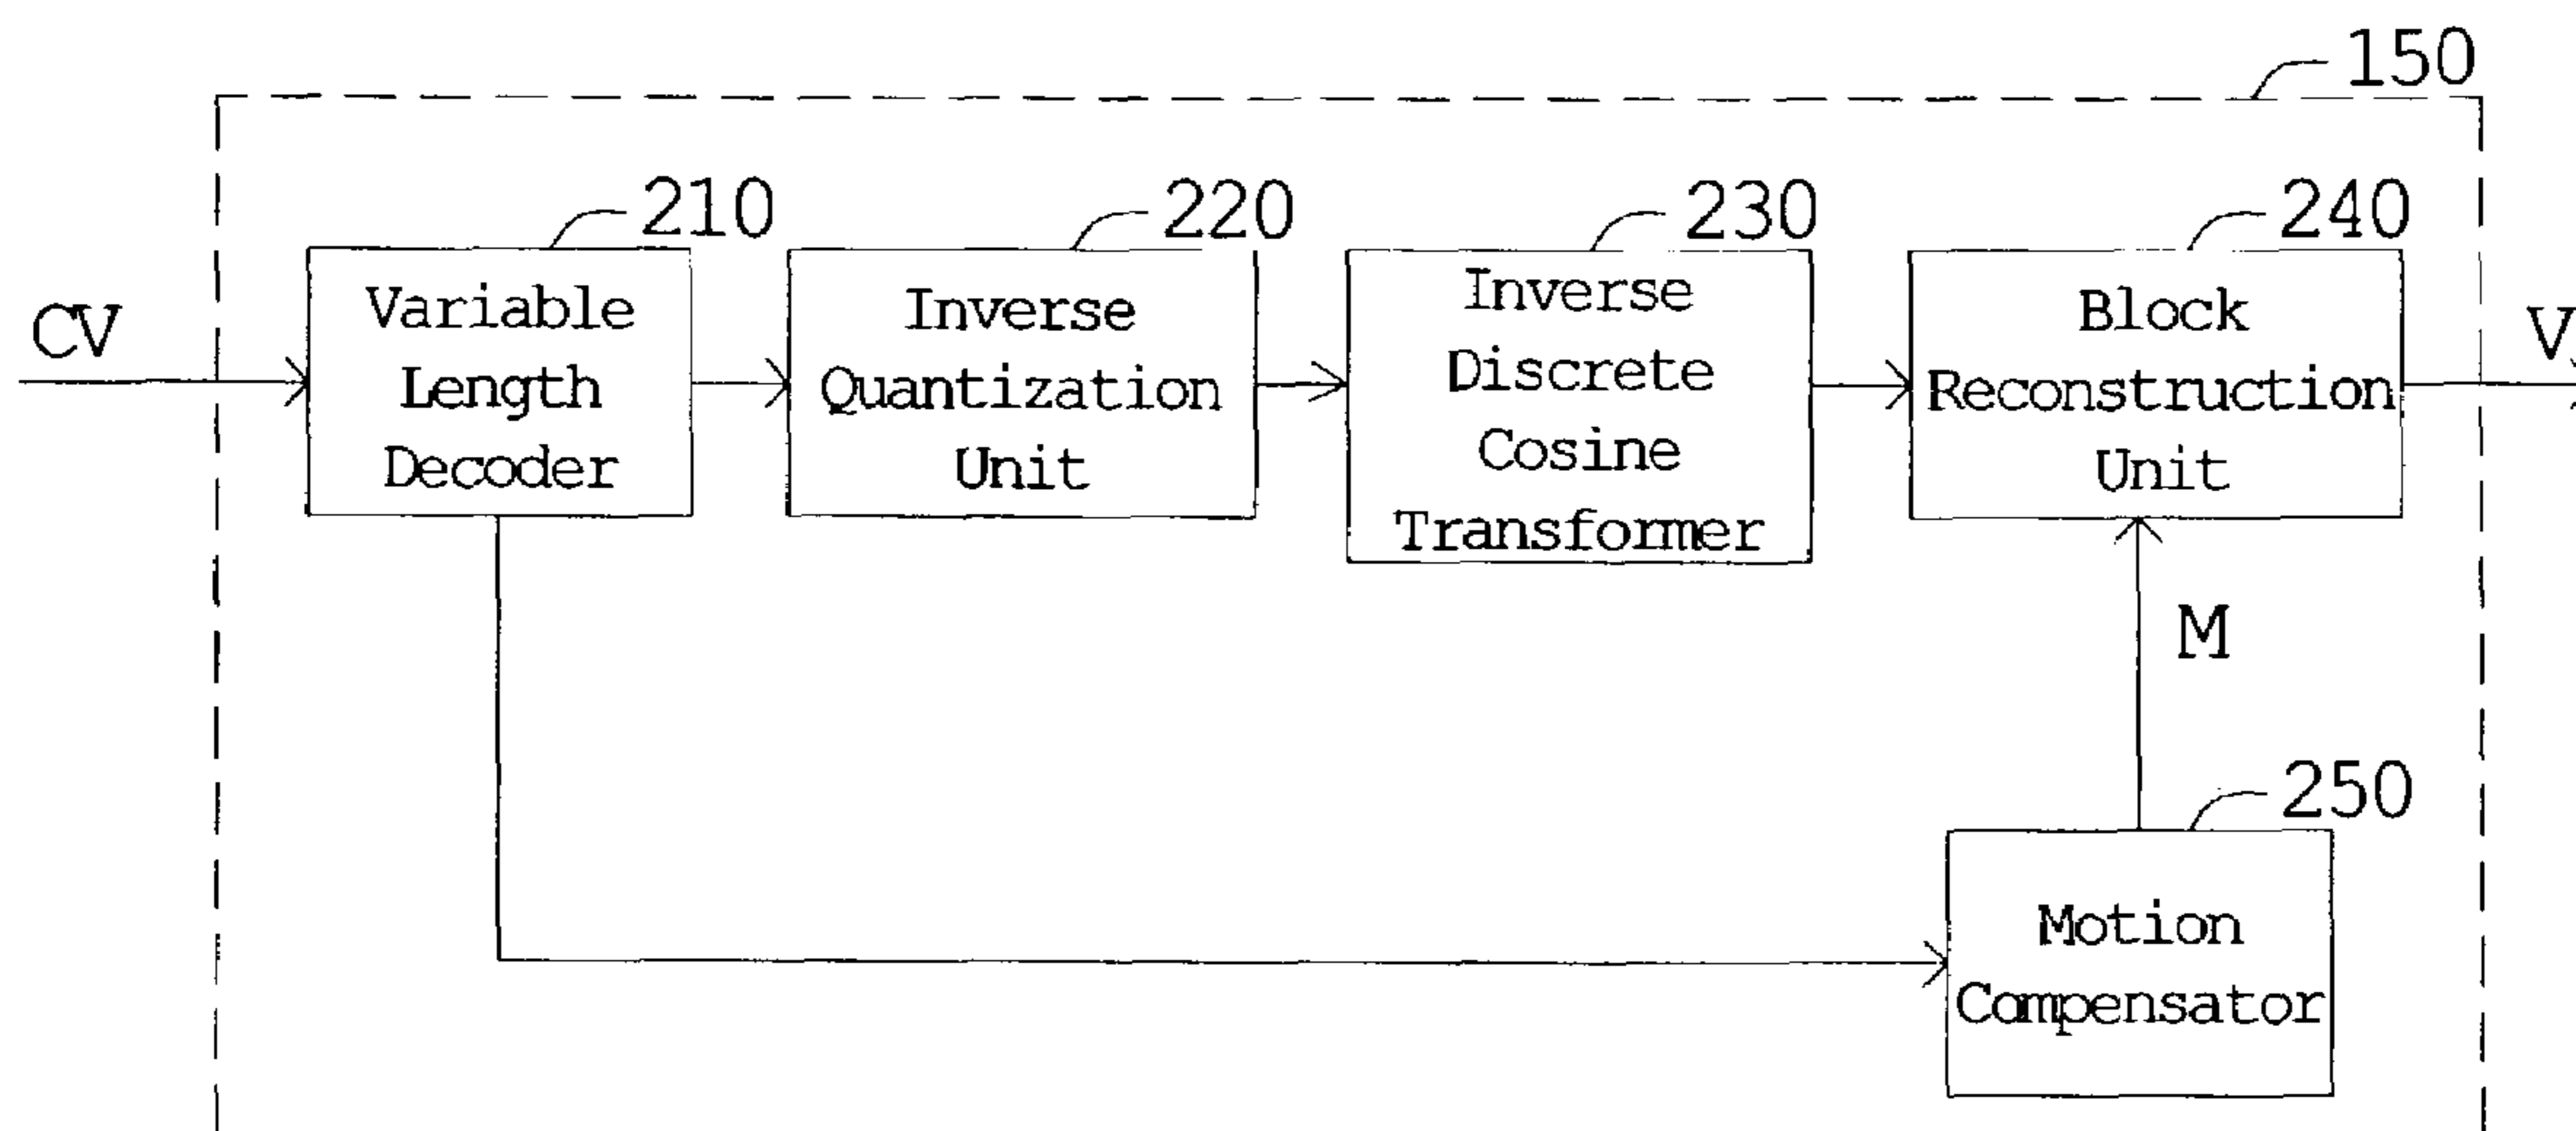 150
210
220
230
240
CV
Variable
Length
Decoder
Inverse
Quantization
Unit
Inverse
Discrete
Cosine
Transformer
Block
Reconstruction
Unit
V
M
250
Motion
Compensator